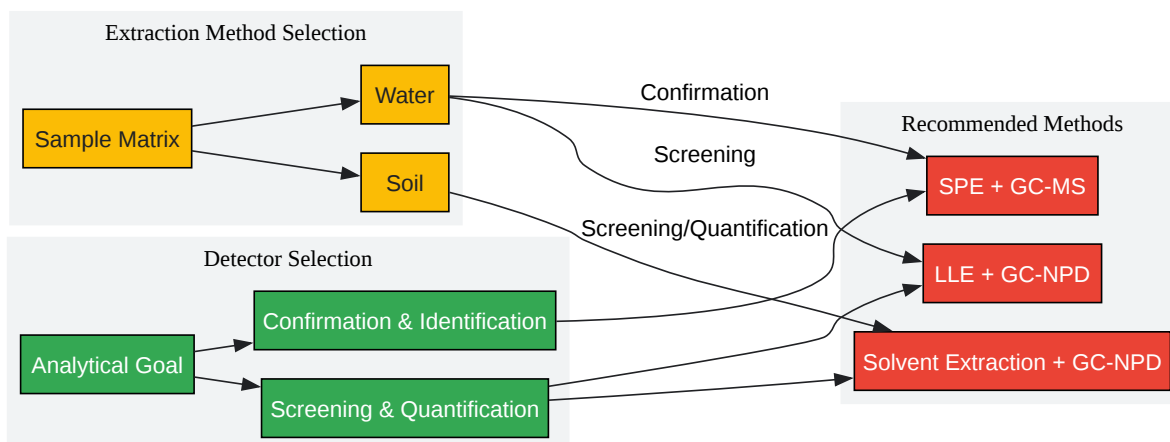 Extraction Method Selection
Sample Matrix
Water
Soil
Detector Selection
Analytical Goal
Confirmation & Identification
Screening & Quantification
Confirmation
Screening
Screening/Quantification
Recommended Methods
SPE + GC-MS
LLE + GC-NPD
Solvent Extraction + GC-NPD